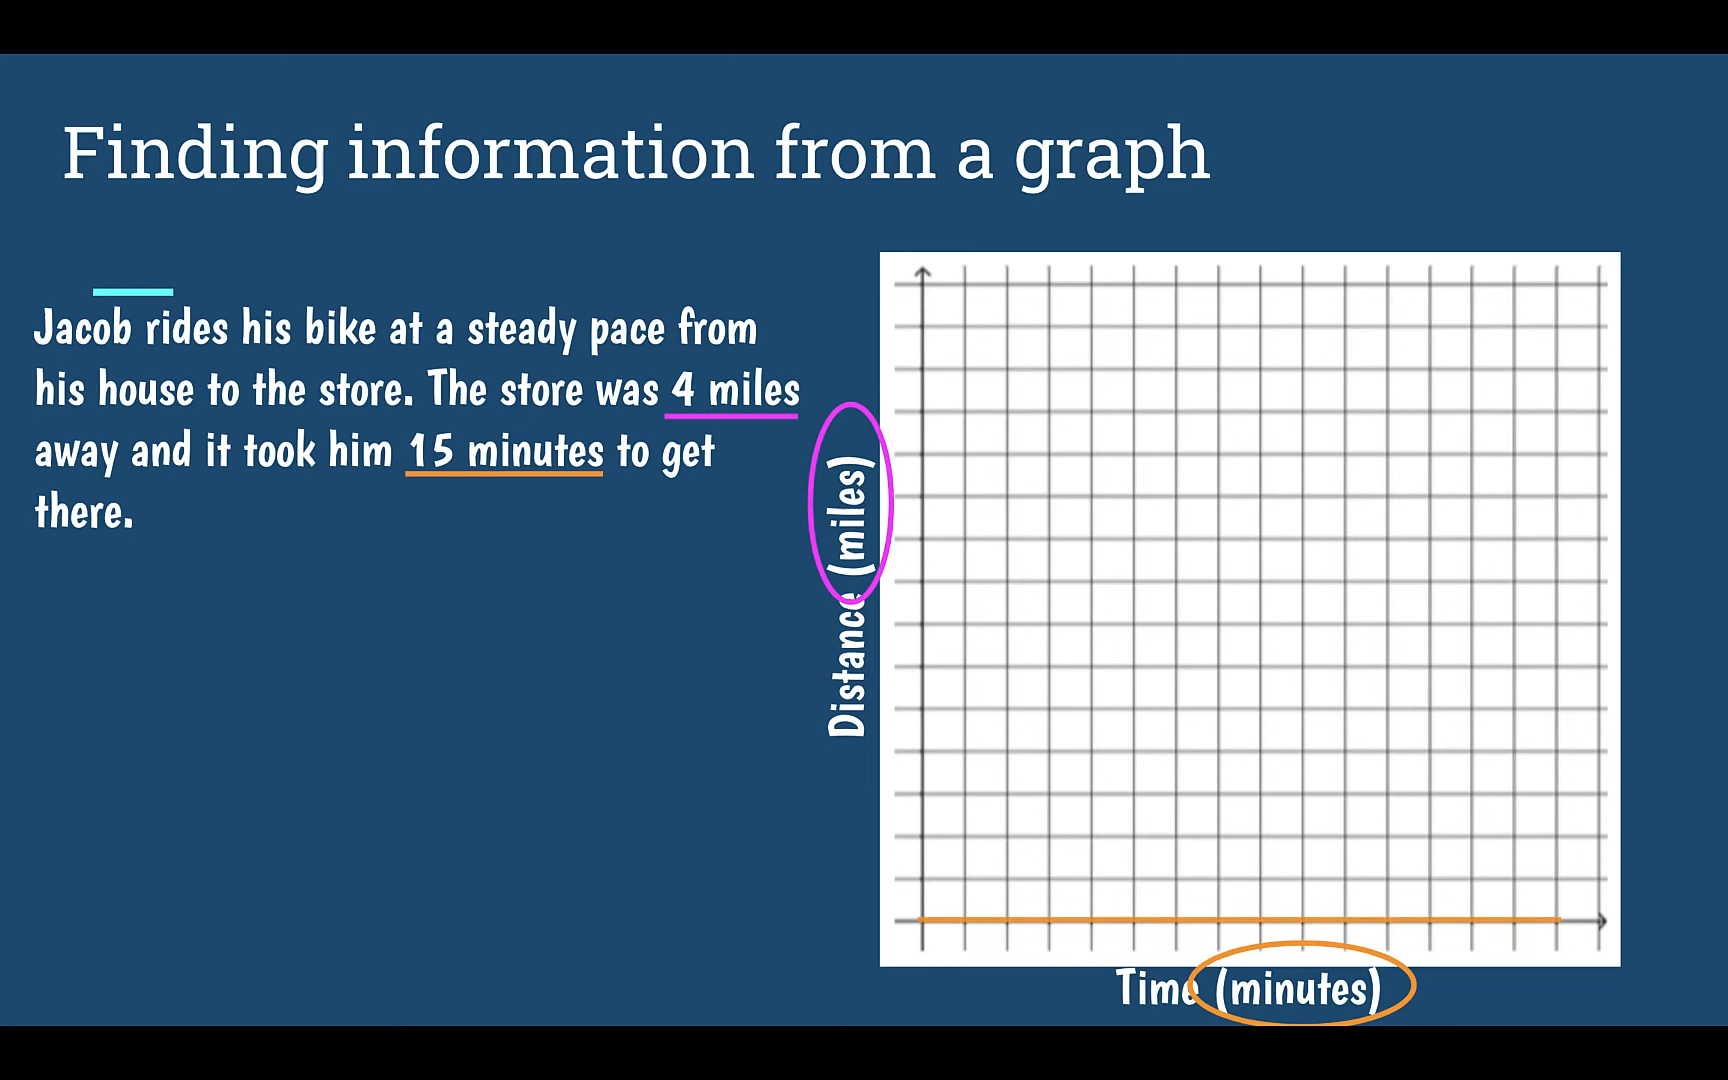 Finding information from a graph
Jacob rides his bike at a steady pace from
his house to the store. The store was 4 miles
away and it took him 15 minutes to get
there.
Distance (miles)
Time (minutes)